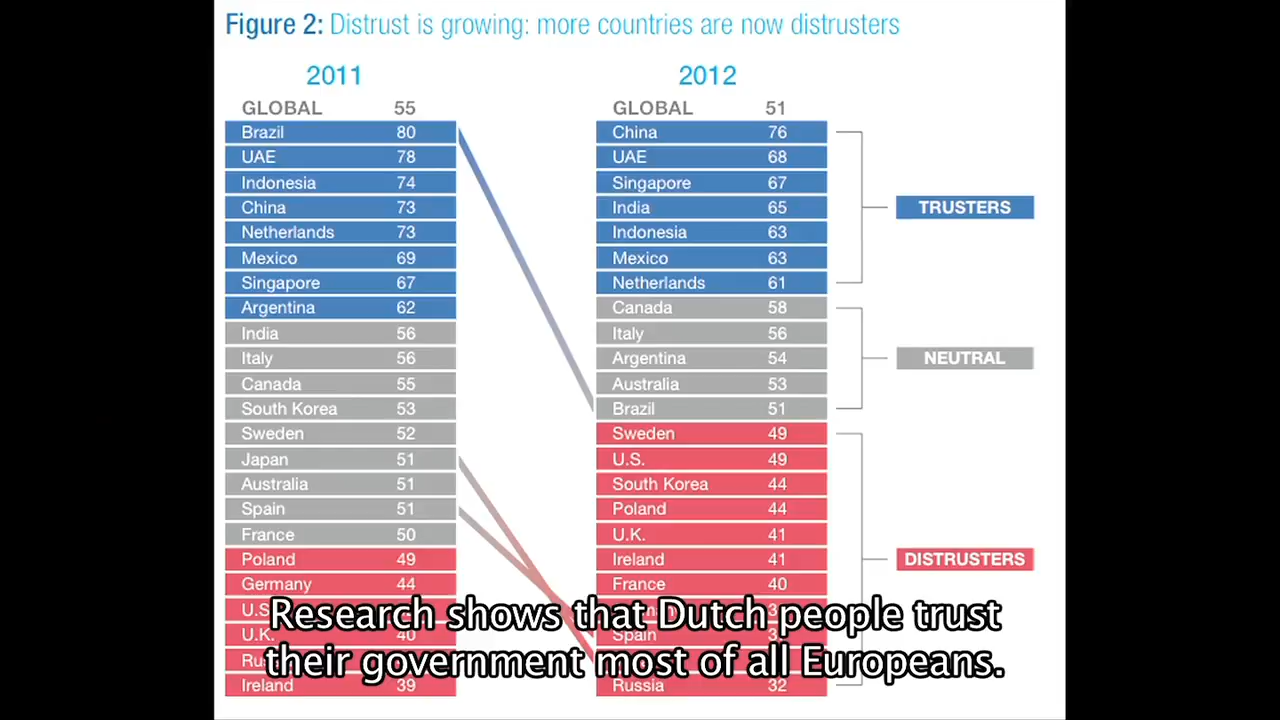 Figure 2: Distrust is growing: more countries are now distrusters
2011
GLOBAL 55
Brazil 80
UAE 78
Indonesia 74
China 73
Netherlands 73
Mexico 69
Singapore 67
Argentina 62
India 56
Italy 56
Canada 55
South Korea 53
Sweden 52
Japan 51
Australia 51
Spain 51
France 50
Poland 49
Germany 44
U.K. 40
Ireland 39
2012
GLOBAL 51
China 76
UAE 68
Singapore 67
India 65
Indonesia 63
Mexico 63
Netherlands 61
Canada 58
Italy 56
Argentina 54
Australia 53
Brazil 51
Sweden 49
U.S. 49
South Korea 44
Poland 44
U.K. 41
Ireland 41
France 40
Spain
Russia 32
TRUSTERS
NEUTRAL
DISTRUSTERS
Research shows that Dutch people trust
their government most of all Europeans.